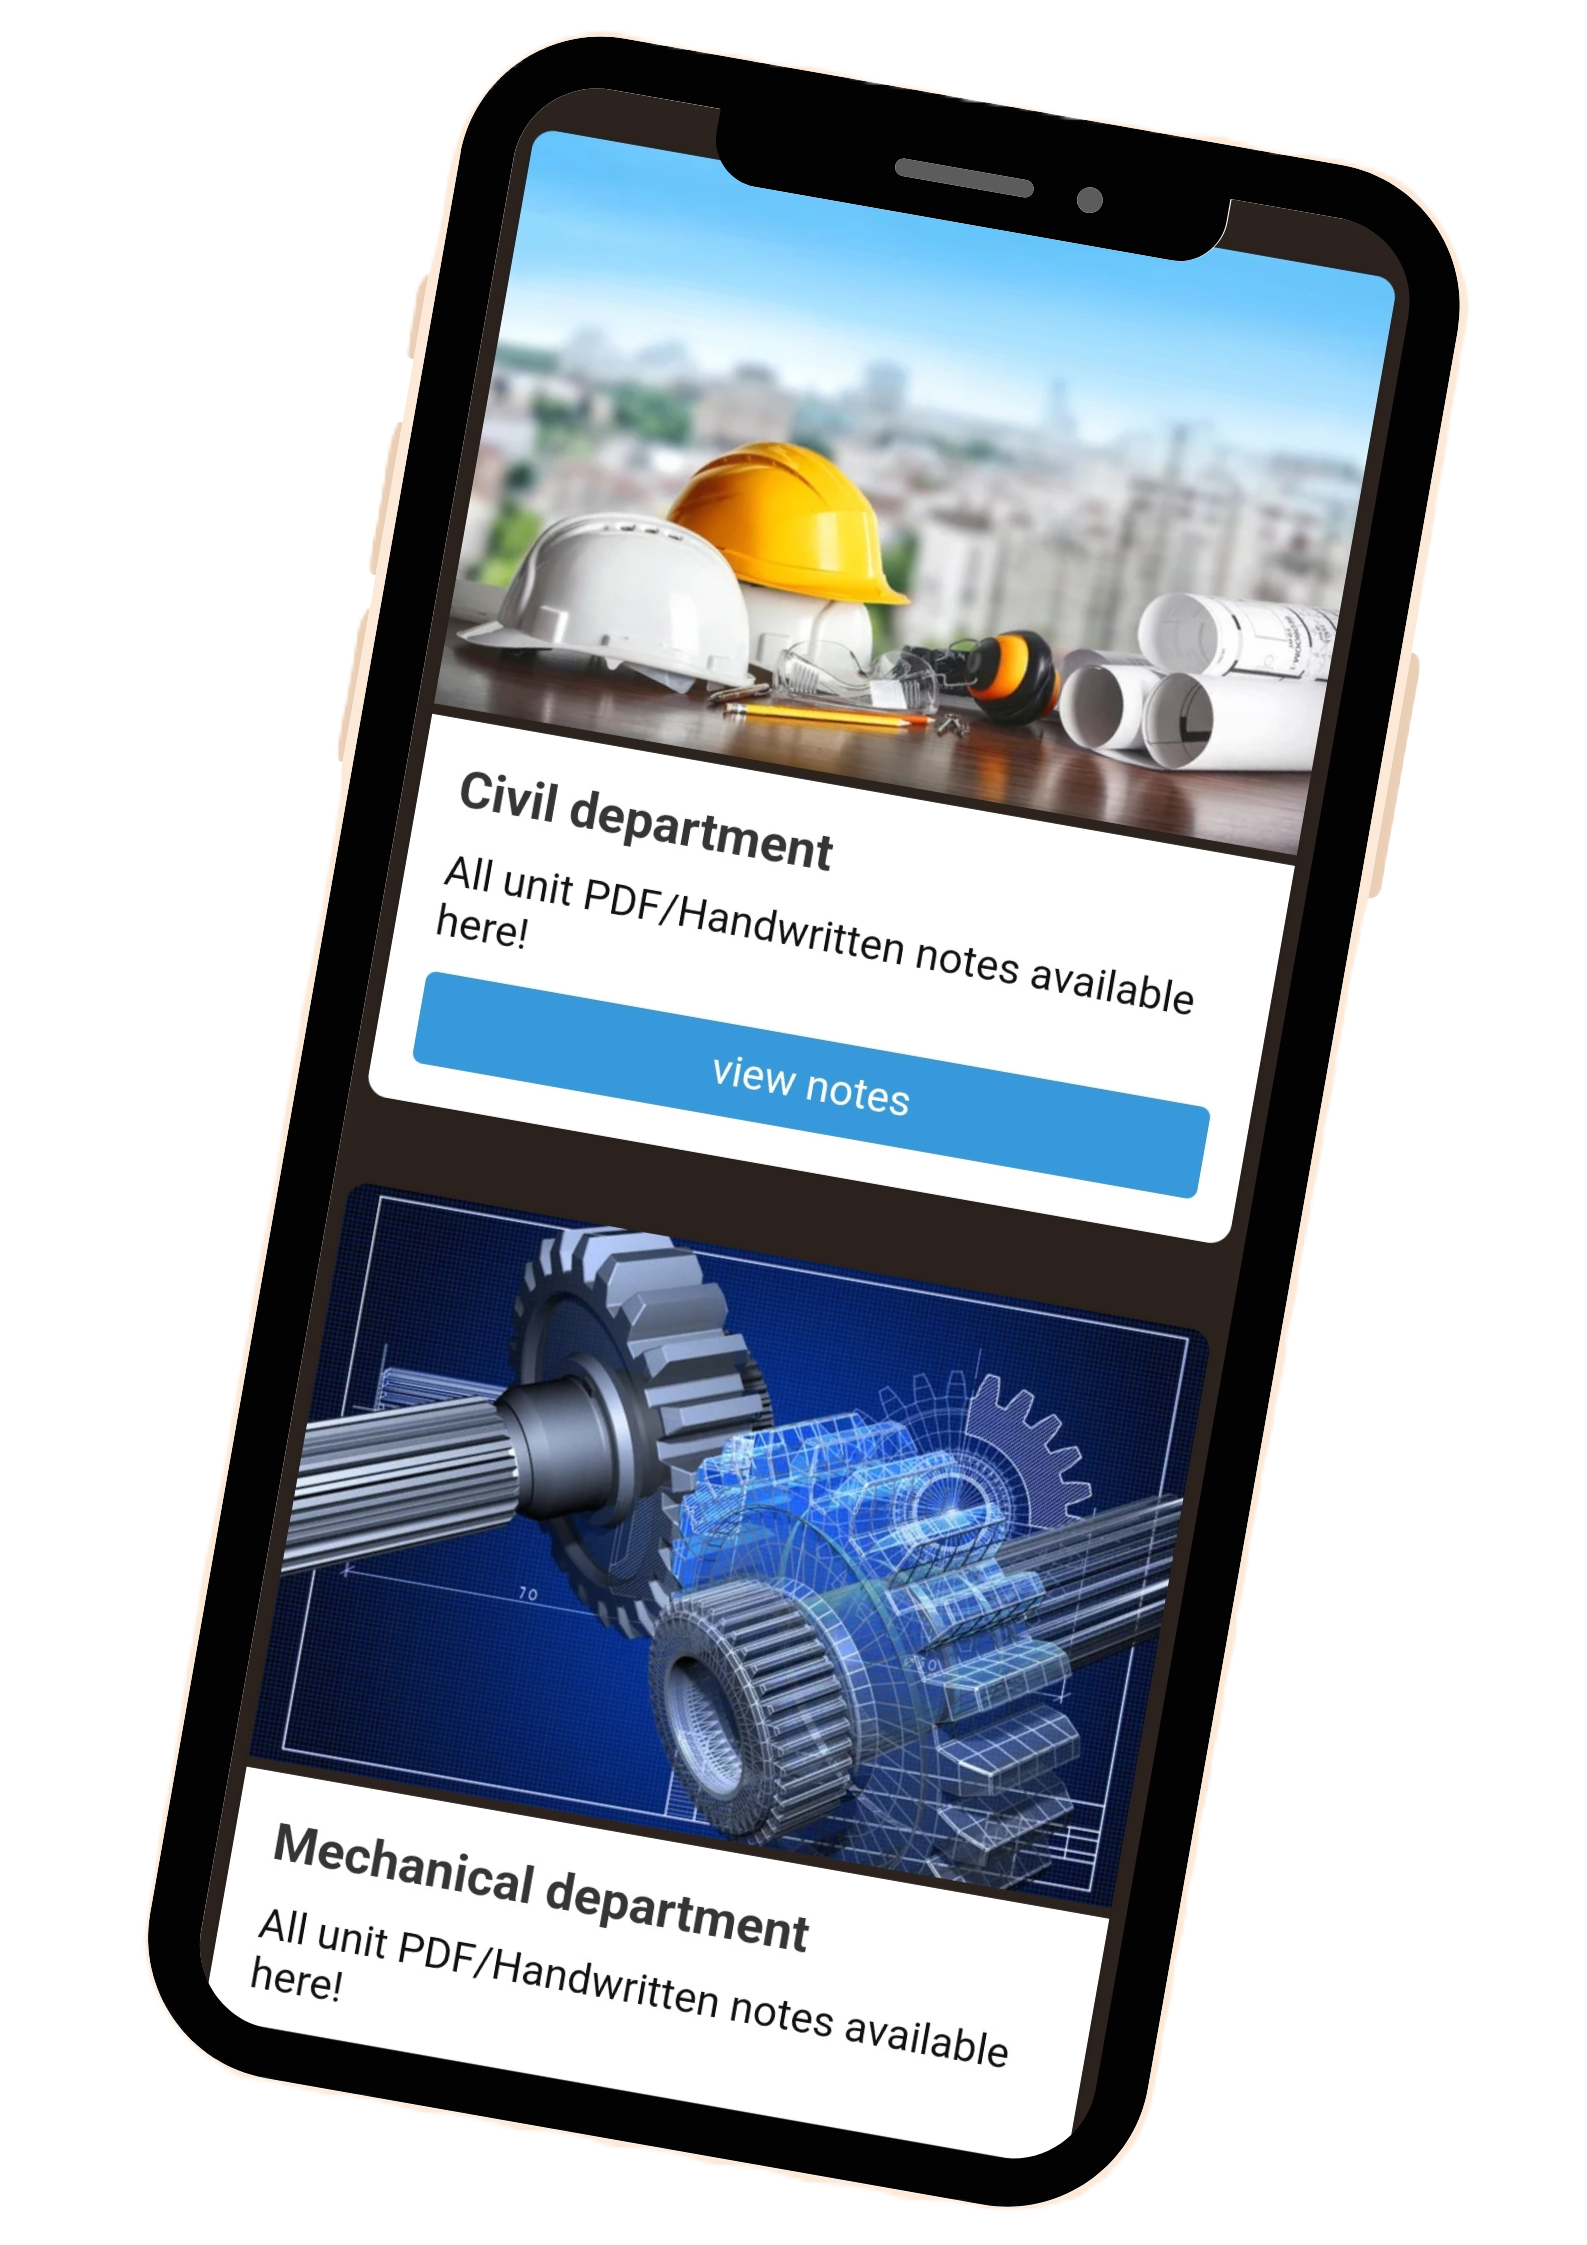 Civil department
All unit PDF/Handwritten notes available
here!
view notes
70
Mechanical department
All unit PDF/Handwritten notes available
here!